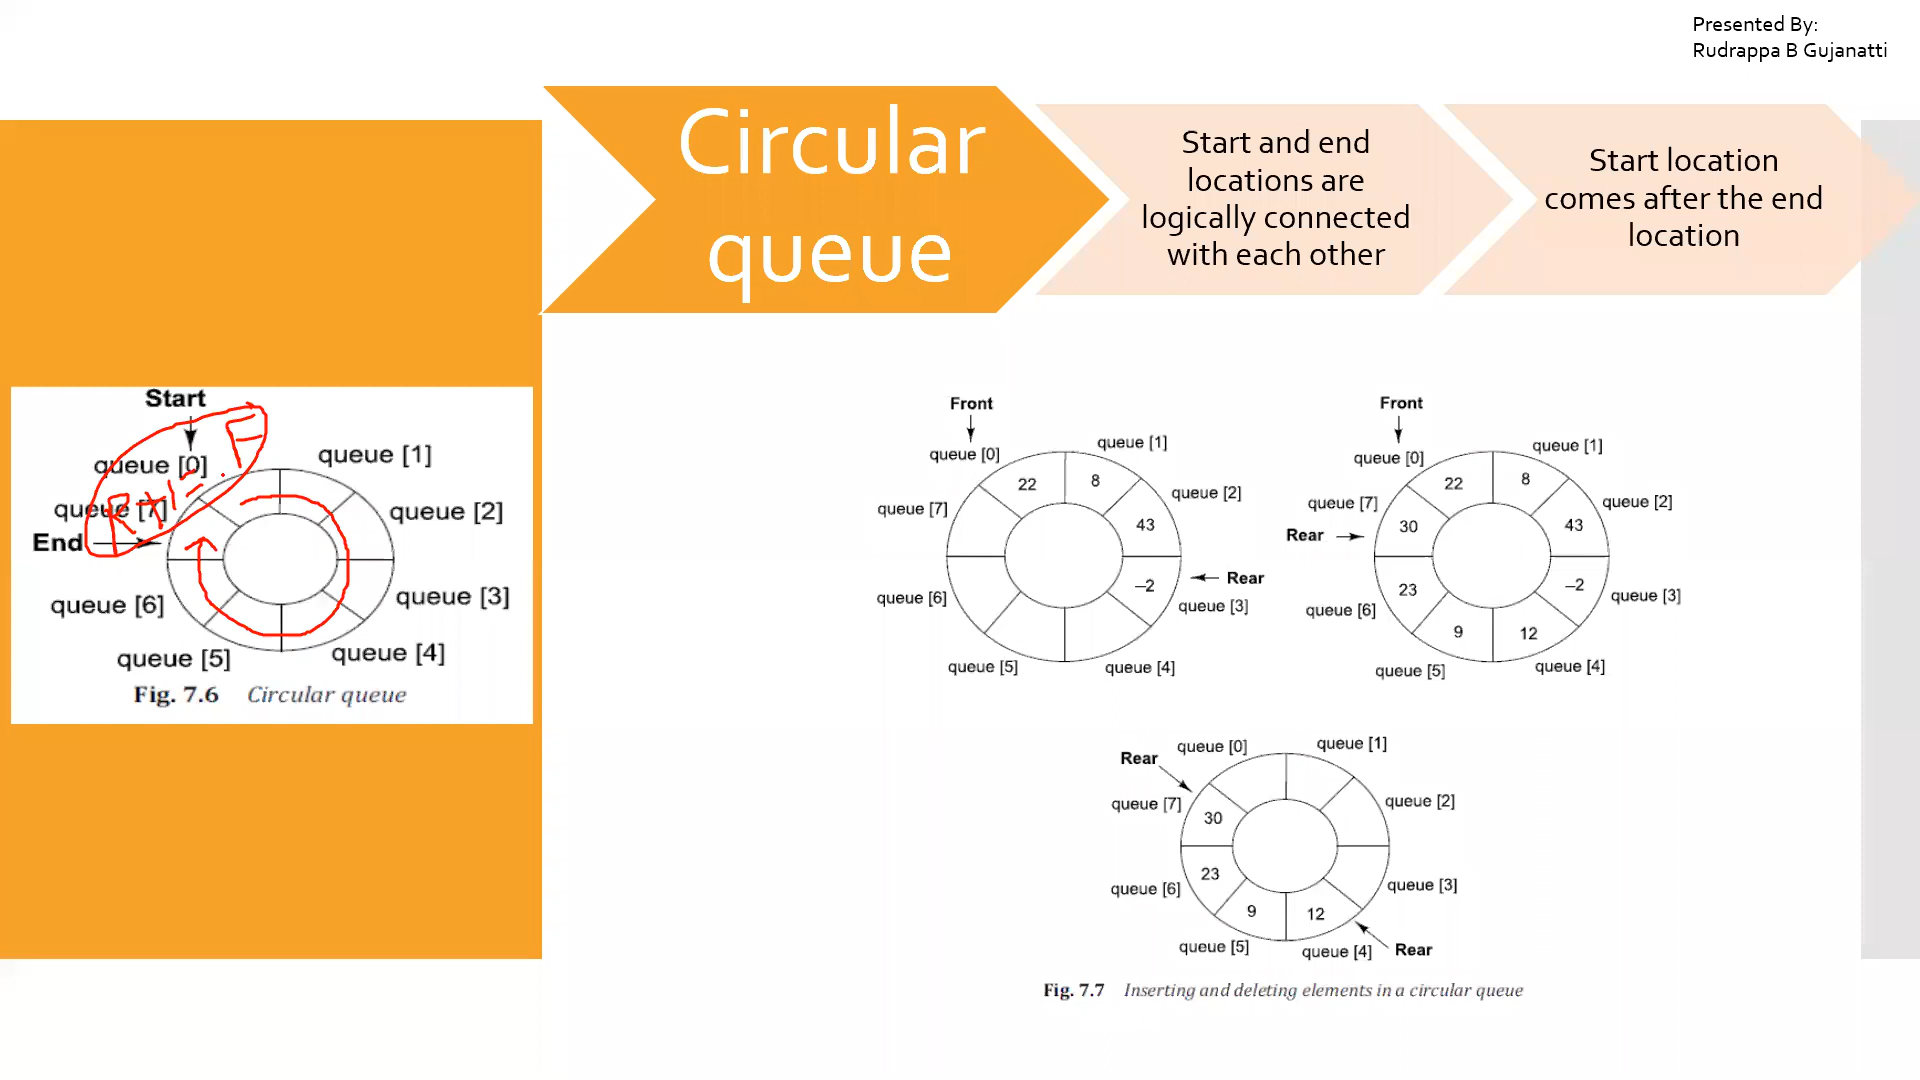 Presented By:
Rudrappa B Gujanatti
Circular
queue
Start and end
locations are
logically connected
with each other
Start location
comes after the end
location
Start
queue [0]
queue [1]
queue [7]
queue [2]
End
queue [6]
queue [3]
queue [5]
queue [4]
R+1= F
Fig. 7.6 Circular queue
Front
queue [0]
queue [1]
22
8
queue [7]
queue [2]
43
Rear
-2
queue [6]
queue [3]
queue [5]
queue [4]
Front
queue [0]
queue [1]
22
8
queue [7]
queue [2]
30
43
Rear
23
–2
queue [6]
queue [3]
9
12
queue [5]
queue [4]
Rear
queue [0]
queue [1]
queue [7]
queue [2]
30
23
queue [6]
queue [3]
9
12
queue [5]
queue [4]
Rear
Fig. 7.7 Inserting and deleting elements in a circular queue